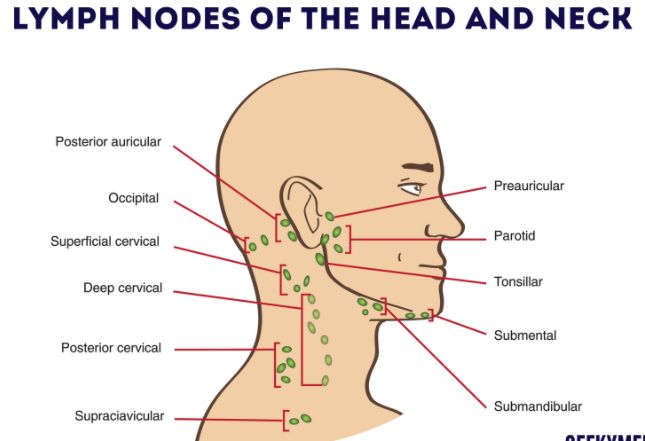 LYMPH NODES OF THE HEAD AND NECK
Posterior auricular
Occipital
Superficial cervical
Deep cervical
Posterior cervical
Supraciavicular
Preauricular
Parotid
Tonsillar
Submental
Submandibular